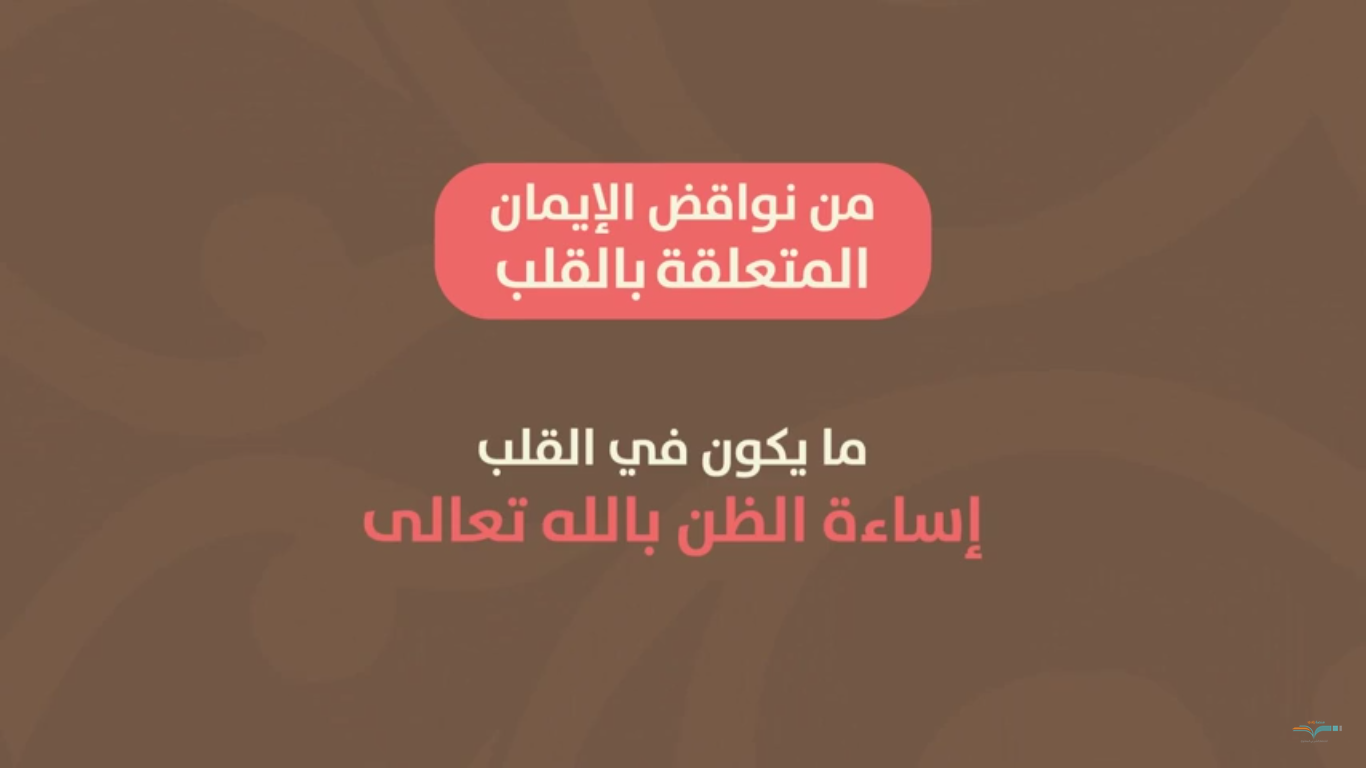 من نواقض الإيمان
المتعلقة بالقلب
ما يكون في القلب
إساءة الظن بالله تعالى